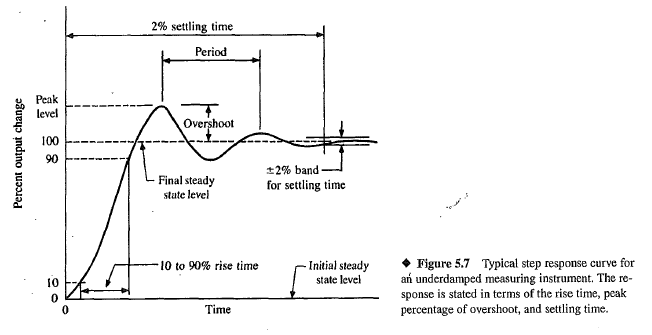 2% settling time
Period
Peak
level
Overshoot
100
90
Final steady
state level
±2% band
for settling time
Percent output change
10 to 90% rise time
Initial steady
state level
10
0
0
Time
◆ Figure 5.7 Typical step response curve for
an underdamped measuring instrument. The re-
sponse is stated in terms of the rise time, peak
percentage of overshoot, and settling time.